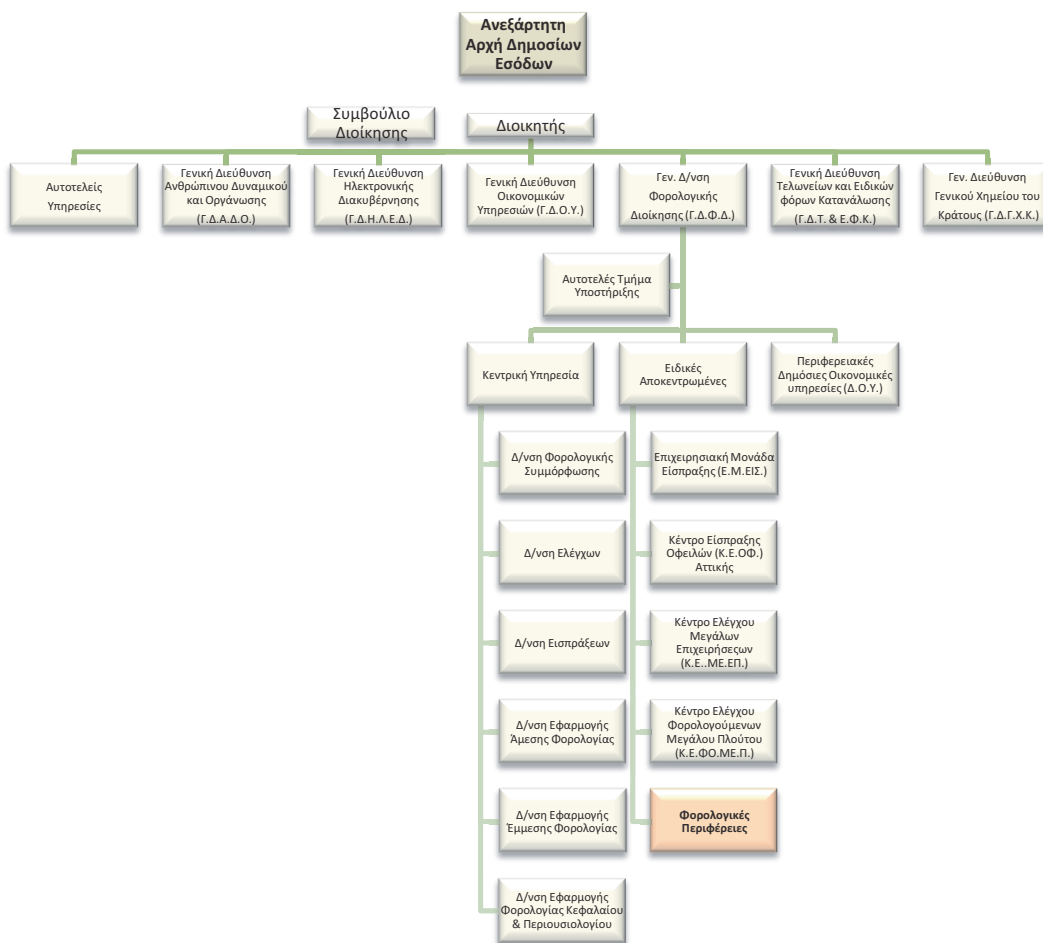 Ανεξάρτητη
Αρχή Δημοσίων
Εσόδων
Συμβούλιο
Διοίκησης
Διοικητής
Αυτοτελείς
Υπηρεσίες
Γενική Διεύθυνση
Ανθρώπινου Δυναμικού
και Οργάνωσης
(Γ.Δ.Α.Δ.Ο.)
Γενική Διεύθυνση
Ηλεκτρονικής
Διακυβέρνησης
(Γ.Δ.Η.Λ.Ε.Δ.)
Γενική Διεύθυνση
Οικονομικών
Υπηρεσιών (Γ.Δ.Ο.Υ.)
Γεν. Δ/νση
Φορολογικής
Διοίκησης (Γ.Δ.Φ.Δ.)
Γενική Διεύθυνση
Τελωνείων και Ειδικών
φόρων Κατανάλωσης
(Γ.Δ.Τ. & Ε.Φ.Κ.)
Γεν. Διεύθυνση
Γενικού Χημείου του
Κράτους (Γ.Δ.Γ.Χ.Κ.)
Αυτοτελές Τμήμα
Υποστήριξης
Κεντρική Υπηρεσία
Ειδικές
Αποκεντρωμένες
Περιφερειακές
Δημόσιες Οικονομικές
υπηρεσίες (Δ.Ο.Υ.)
Δ/νση Φορολογικής
Συμμόρφωσης
Δ/νση Ελέγχων
Δ/νση Εισπράξεων
Δ/νση Εφαρμογής
Άμεσης Φορολογίας
Δ/νση Εφαρμογής
Έμμεσης Φορολογίας
Δ/νση Εφαρμογής
Φορολογίας Κεφαλαίου
& Περιουσιολογίου
Επιχειρησιακή Μονάδα
Είσπραξης (Ε.Μ.ΕΙΣ.)
Κέντρο Είσπραξης
Οφειλών (Κ.Ε.ΟΦ.)
Αττικής
Κέντρο Ελέγχου
Μεγάλων
Επιχειρήσεςων
(Κ.Ε..ΜΕ.ΕΠ.)
Κέντρο Ελέγχου
Φορολογούμενων
Μεγάλου Πλούτου
(Κ.Ε.ΦΟ.ΜΕ.Π.)
Φορολογικές
Περιφέρειες